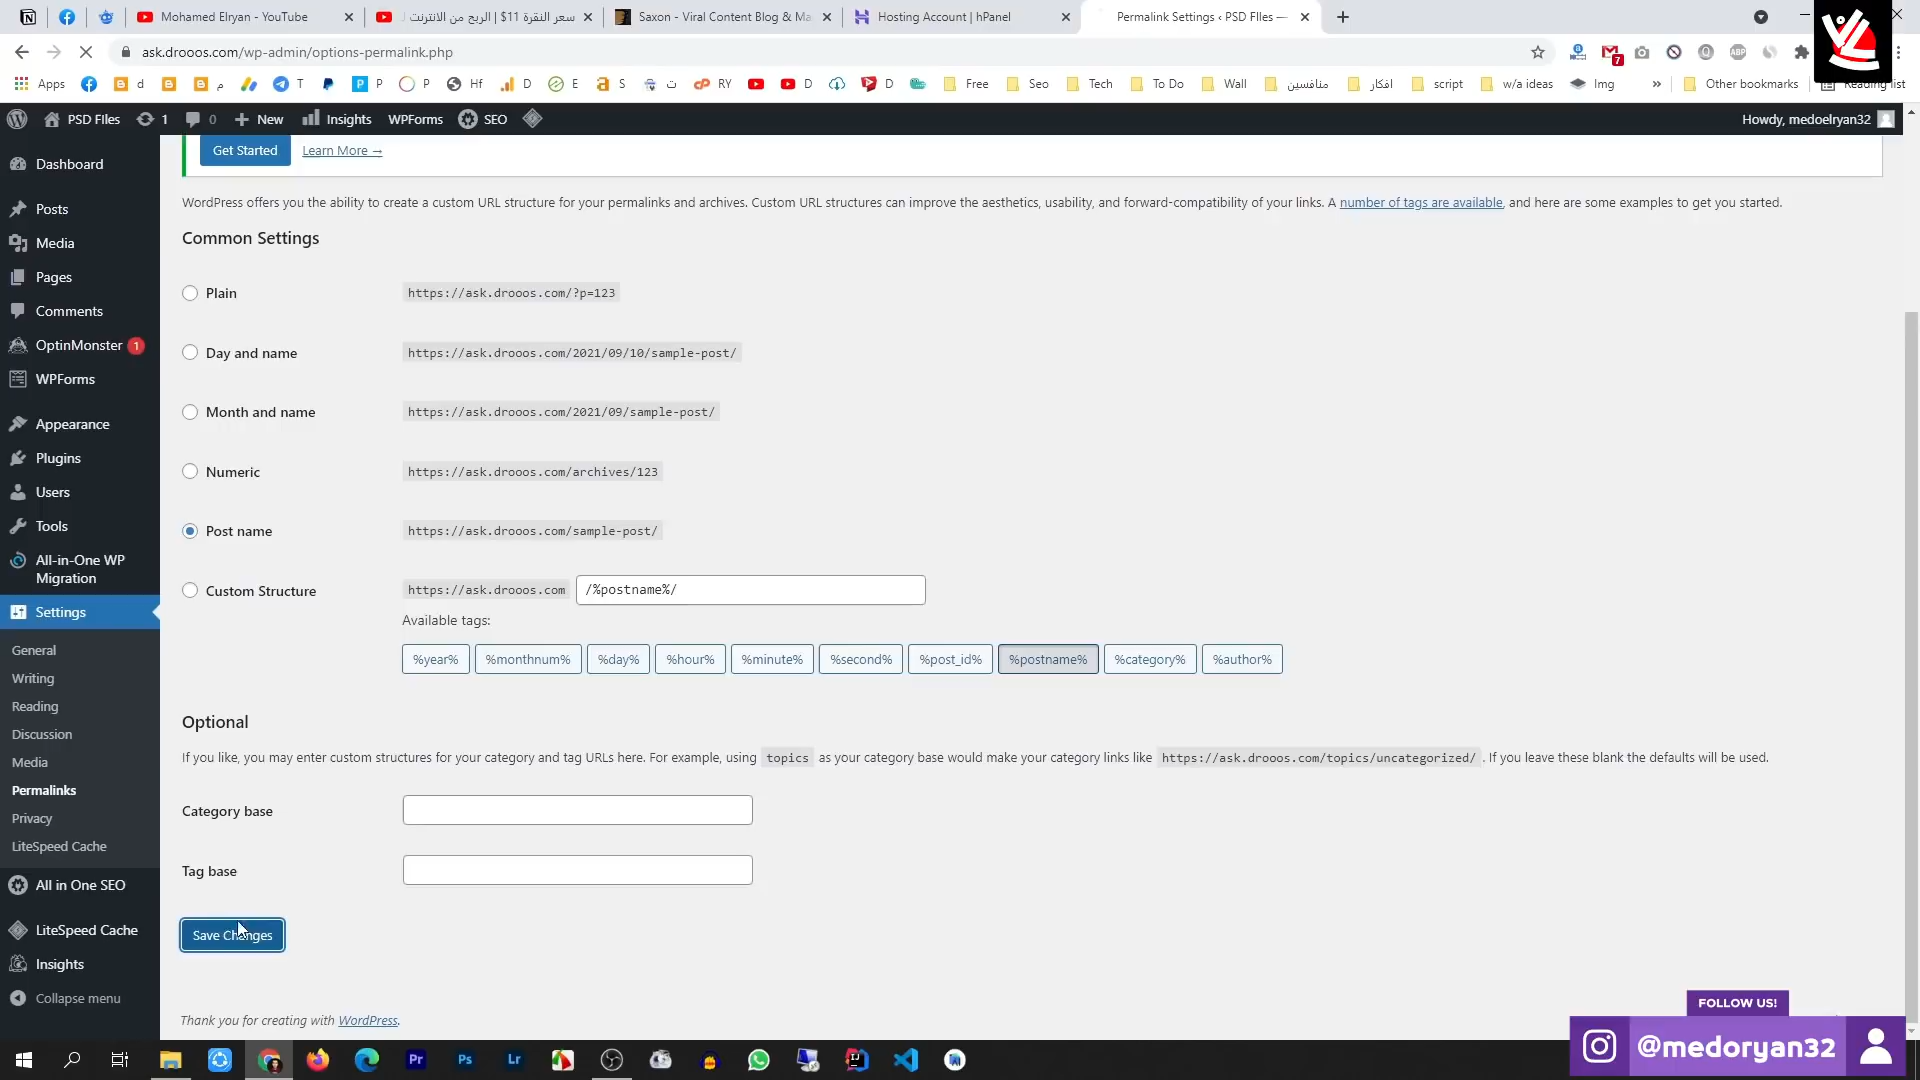 Mohamed Elryan - YouTube
سعر النقرة 11$ | الربح من الانترنت
Saxon - Viral Content Blog & Ma
Hosting Account | hPanel
Permalink Settings ‹ PSD FIles —
ask.drooos.com/wp-admin/options-permalink.php
7
ABP
Apps
d
م
T
P
P
Hf
D
E
S
ت
RY
D
D
Free
Seo
Tech
To Do
Wall
منافسين
افكار
script
w/a ideas
Img
»
Other bookmarks
Reading list
PSD FIles
1
0
New
Insights
WPForms
SEO
Howdy, medoelryan32
Dashboard
Posts
Media
Pages
Comments
OptinMonster 1
WPForms
Appearance
Plugins
Users
Tools
All-in-One WP
Migration
Settings
General
Writing
Reading
Discussion
Media
Permalinks
Privacy
LiteSpeed Cache
All in One SEO
LiteSpeed Cache
Insights
Collapse menu
Get Started
Learn More →
WordPress offers you the ability to create a custom URL structure for your permalinks and archives. Custom URL structures can improve the aesthetics, usability, and forward-compatibility of your links. A number of tags are available, and here are some examples to get you started.
Common Settings
Plain
https://ask.drooos.com/?p=123
Day and name
https://ask.drooos.com/2021/09/10/sample-post/
Month and name
https://ask.drooos.com/2021/09/sample-post/
Numeric
https://ask.drooos.com/archives/123
Post name
https://ask.drooos.com/sample-post/
Custom Structure
https://ask.drooos.com
/%postname%/
Available tags:
%year%
%monthnum%
%day%
%hour%
%minute%
%second%
%post_id%
%postname%
%category%
%author%
Optional
If you like, you may enter custom structures for your category and tag URLs here. For example, using topics as your category base would make your category links like https://ask.drooos.com/topics/uncategorized/ . If you leave these blank the defaults will be used.
Category base
Tag base
Save Changes
Thank you for creating with WordPress.
FOLLOW US!
@medoryan32
Pr
Ps
Lr